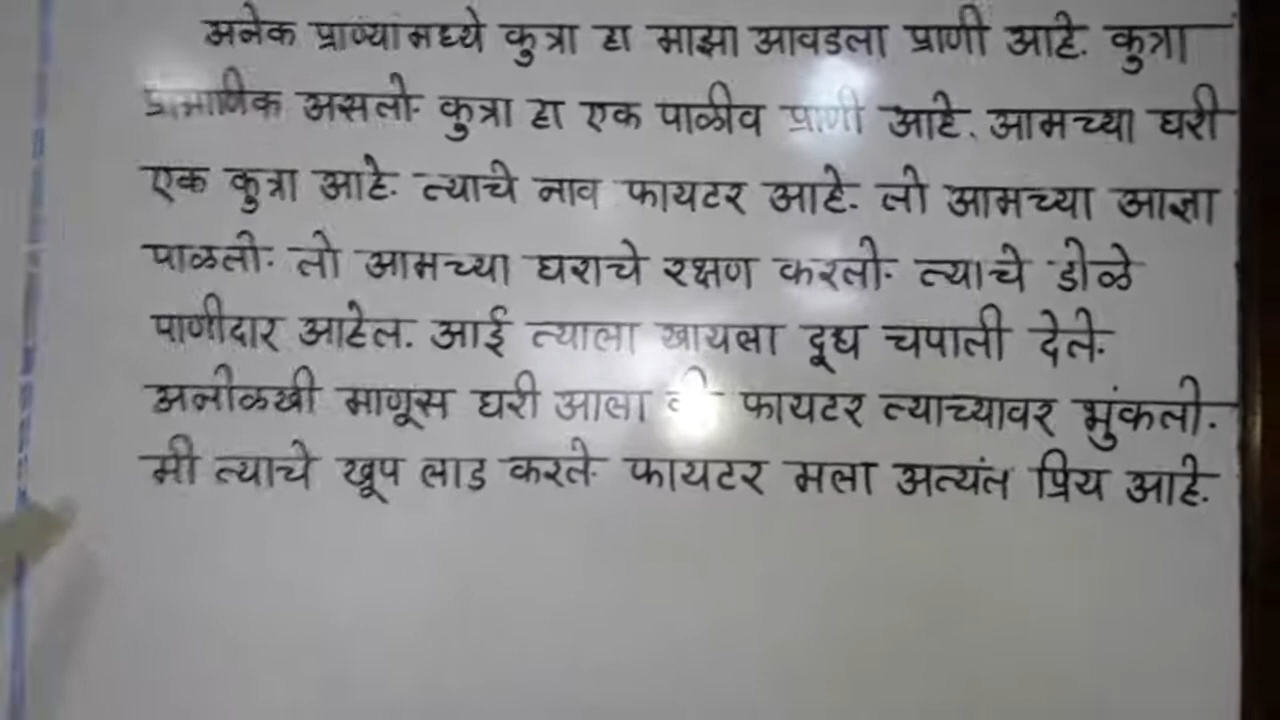 अनेक प्राण्यांमध्ये कुत्रा हा माझा आवडला प्राणी आहे. कुत्रा
प्रामाणिक असतो. कुत्रा हा एक पाळीव प्राणी आहे. आमच्या घरी
एक कुत्रा आहे. त्याचे नाव फायटर आहे. तो आमच्या आज्ञा
पाळतो. तो आमच्या घराचे रक्षण करतो. त्याचे डोळे
पाणीदार आहेत. आई त्याला खायला दूध चपाती देते.
अनोळखी माणूस घरी आला की फायटर त्याच्यावर भुंकतो.
मी त्याचे खूप लाड करते. फायटर मला अत्यंत प्रिय आहे.